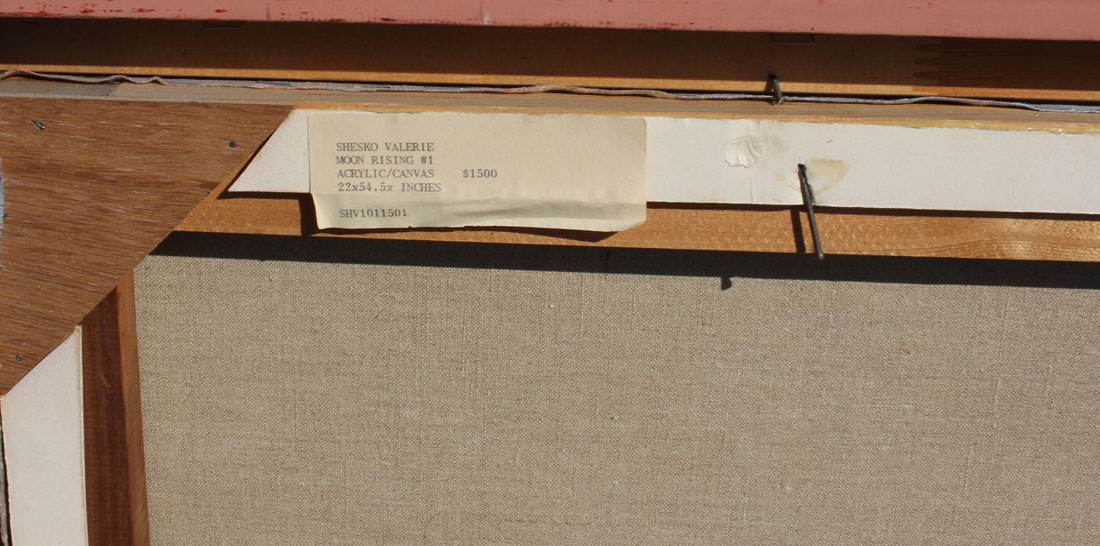 SHESKO VALERIE
MOON RISING #1
ACRYLIC/CANVAS $1500
22x54.5x INCHES
SHV1011501